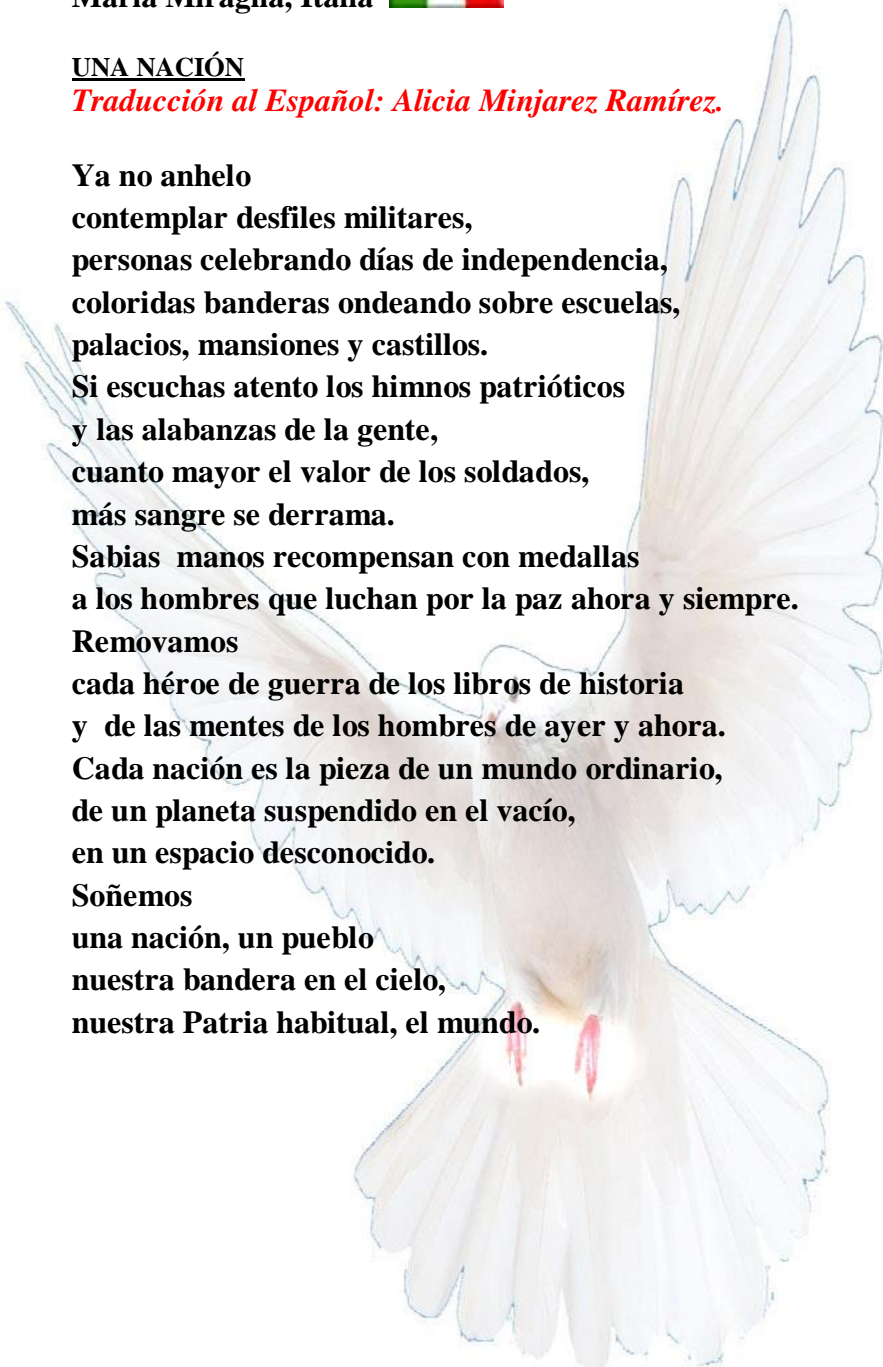 Maria Miraglia, Italia
UNA NACIÓN
Traducción al Español: Alicia Minjarez Ramírez.
Ya no anhelo
contemplar desfiles militares,
personas celebrando días de independencia,
coloridas banderas ondeando sobre escuelas,
palacios, mansiones y castillos.
Si escuchas atento los himnos patrióticos
y las alabanzas de la gente,
cuanto mayor el valor de los soldados,
más sangre se derrama.
Sabias manos recompensan con medallas
a los hombres que luchan por la paz ahora y siempre.
Removamos
cada héroe de guerra de los libros de historia
y de las mentes de los hombres de ayer y ahora.
Cada nación es la pieza de un mundo ordinario,
de un planeta suspendido en el vacío,
en un espacio desconocido.
Soñemos
una nación, un pueblo
nuestra bandera en el cielo,
nuestra Patria habitual, el mundo.